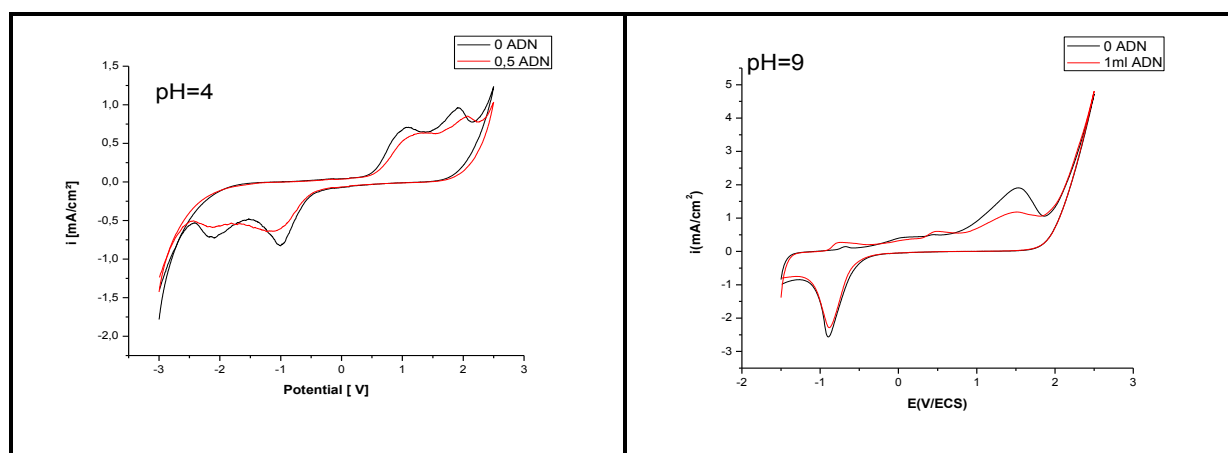 0 ADN
0,5 ADN
pH=4
1,0
0,5
0,0
-0,5
-1,0
-1,5
-2,0
i [mA/cm²]
-3 -2 -1 0 1 2 3
Potential [ V]
0 ADN
1ml ADN
pH=9
5
4
3
2
1
0
-1
-2
-3
i(mA/cm²)
-2 -1 0 1 2 3
E(V/ECS)